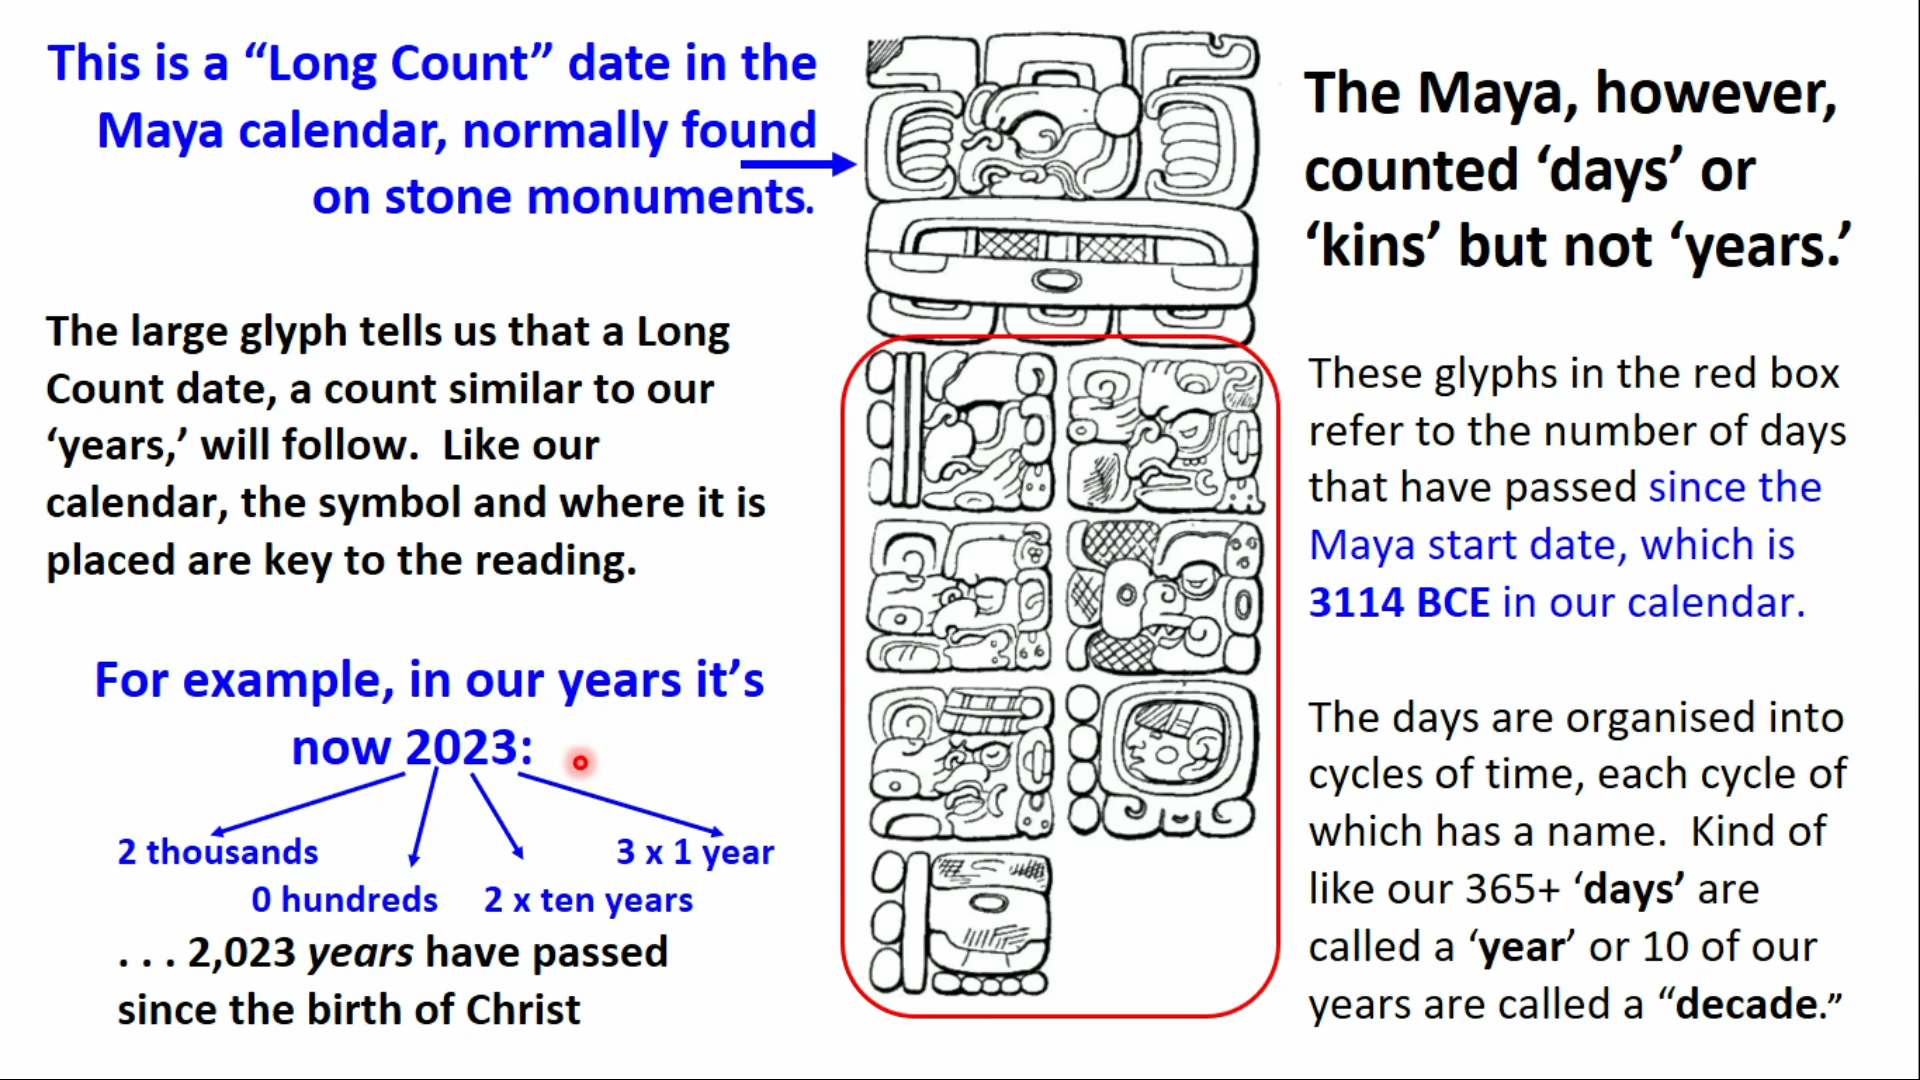 This is a “Long Count” date in the
Maya calendar, normally found
on stone monuments.
The large glyph tells us that a Long
Count date, a count similar to our
‘years,’ will follow.  Like our
calendar, the symbol and where it is
placed are key to the reading.
For example, in our years it’s
now 2023:
2 thousands
0 hundreds
2 x ten years
3 x 1 year
. . . 2,023 years have passed
since the birth of Christ
The Maya, however,
counted ‘days’ or
‘kins’ but not ‘years.’
These glyphs in the red box
refer to the number of days
that have passed since the
Maya start date, which is
3114 BCE in our calendar.
The days are organised into
cycles of time, each cycle of
which has a name.  Kind of
like our 365+ ‘days’ are
called a ‘year’ or 10 of our
years are called a “decade.”